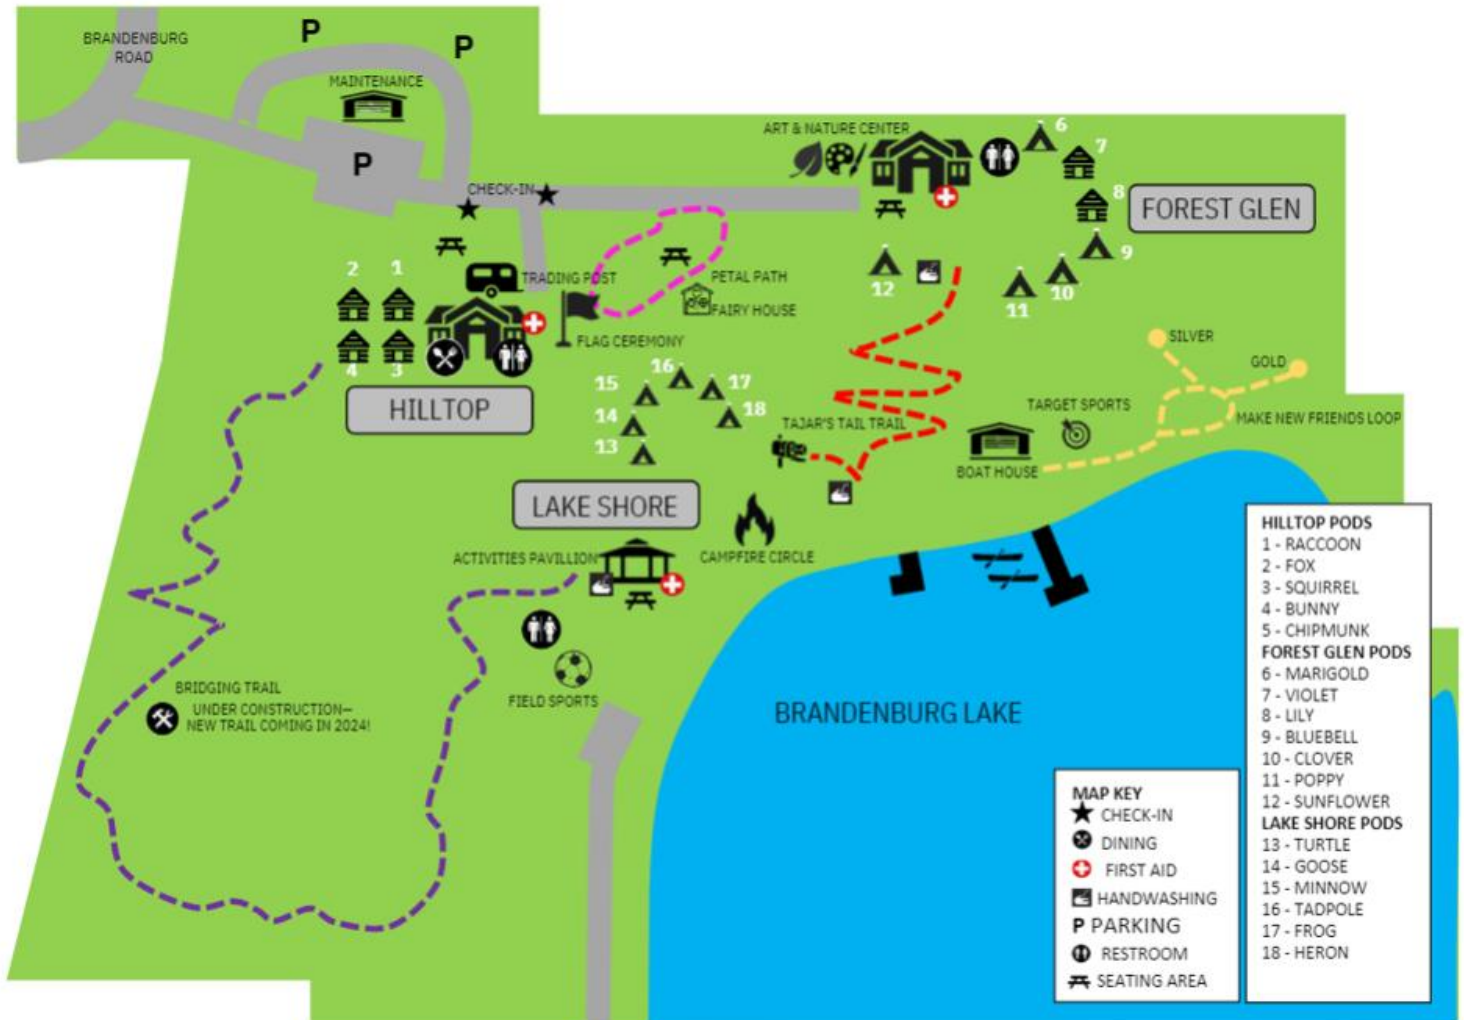 BRANDENBURG
ROAD
P
P
MAINTENANCE
P
CHECK-IN
ART & NATURE CENTER
6
7
8
FOREST GLEN
9
10
11
12
2
1
4
3
TRADING POST
PETAL PATH
FAIRY HOUSE
FLAG CEREMONY
HILLTOP
SILVER
GOLD
MAKE NEW FRIENDS LOOP
TARGET SPORTS
BOAT HOUSE
TAJAR'S TAIL TRAIL
16
15
17
14
18
13
LAKE SHORE
ACTIVITIES PAVILLION
CAMPFIRE CIRCLE
FIELD SPORTS
BRIDGING TRAIL
UNDER CONSTRUCTION—
NEW TRAIL COMING IN 2024!
BRANDENBURG LAKE
MAP KEY
CHECK-IN
DINING
FIRST AID
HANDWASHING
P PARKING
RESTROOM
SEATING AREA
HILLTOP PODS
1 - RACCOON
2 - FOX
3 - SQUIRREL
4 - BUNNY
5 - CHIPMUNK
FOREST GLEN PODS
6 - MARIGOLD
7 - VIOLET
8 - LILY
9 - BLUEBELL
10 - CLOVER
11 - POPPY
12 - SUNFLOWER
LAKE SHORE PODS
13 - TURTLE
14 - GOOSE
15 - MINNOW
16 - TADPOLE
17 - FROG
18 - HERON